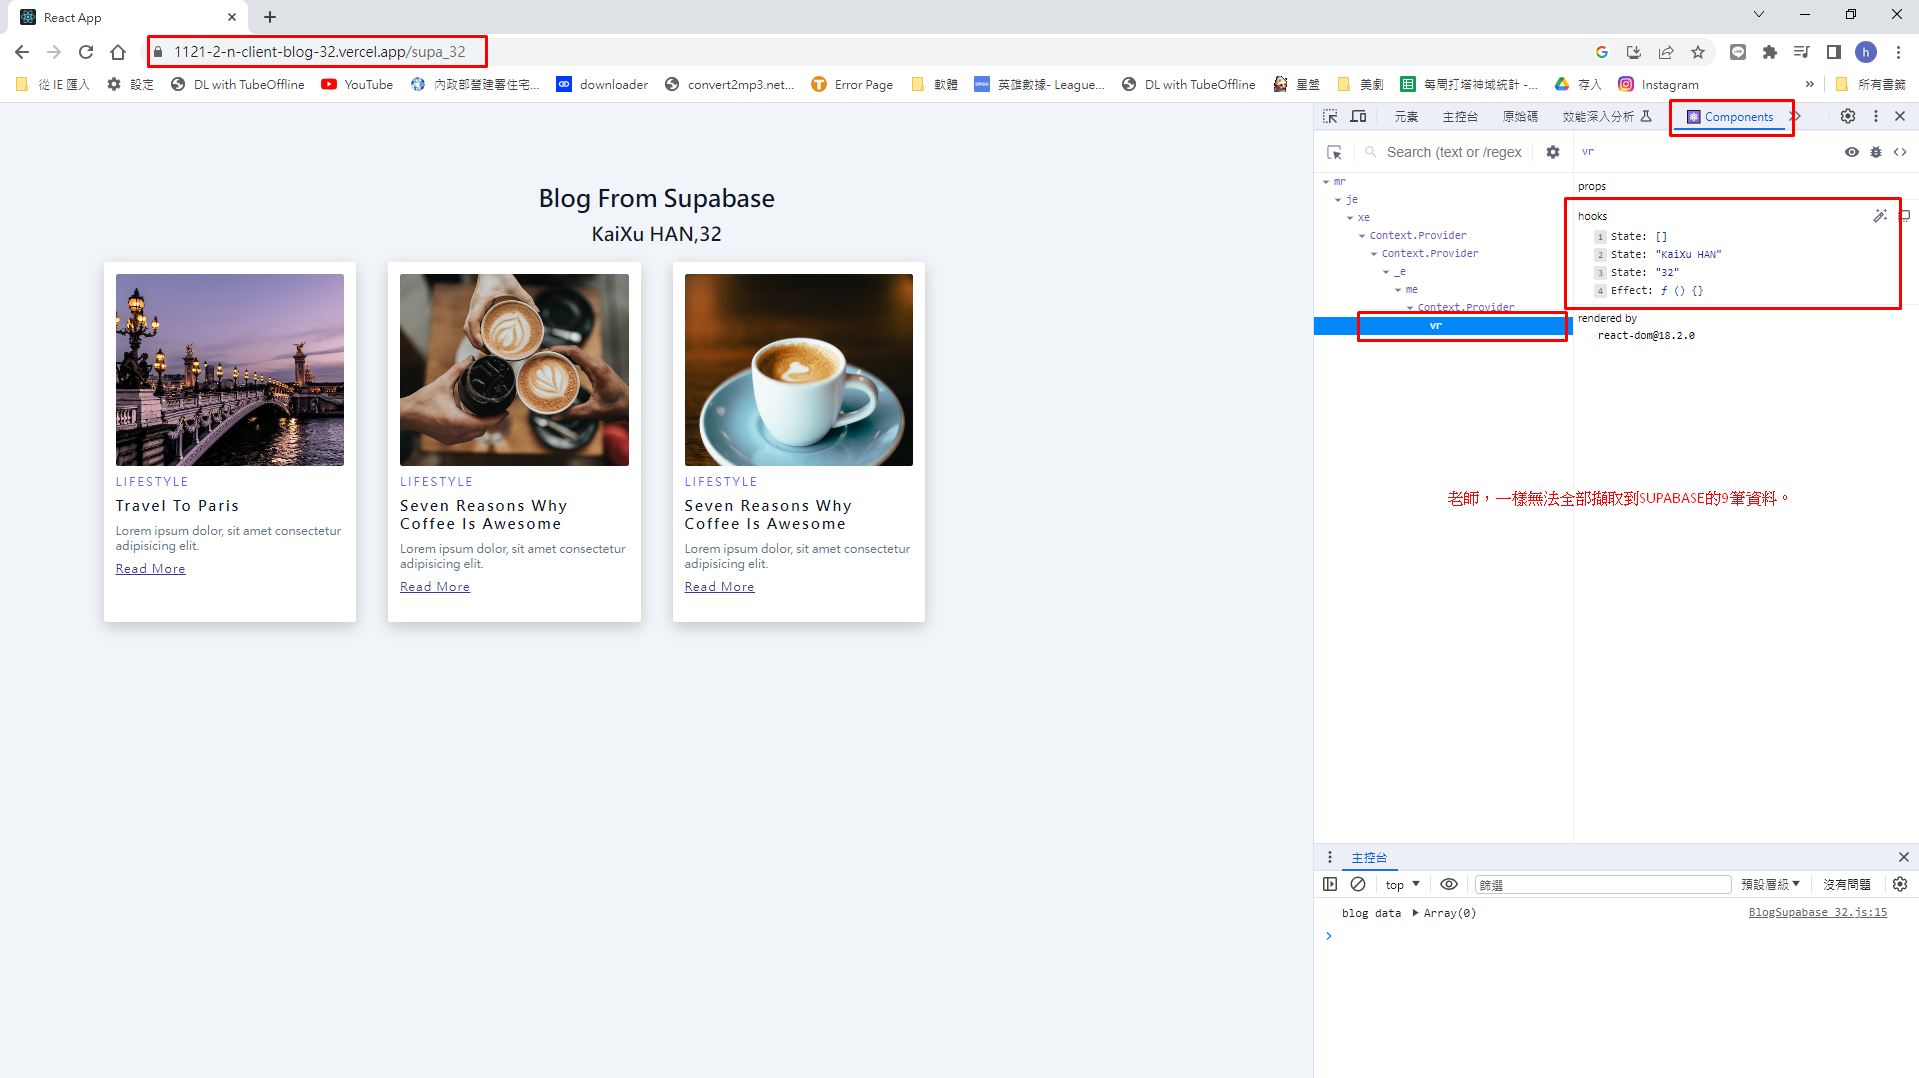 React App
1121-2-n-client-blog-32.vercel.app/supa_32
h
從 IE 匯入
設定
DL with TubeOffline
YouTube
內政部營建署住宅...
downloader
convert2mp3.net...
Error Page
軟體
英雄數據- League...
DL with TubeOffline
星盤
美劇
每周打塔神域統計 -...
存入
Instagram
»
所有書籤
Blog From Supabase
KaiXu HAN,32
LIFESTYLE
Travel To Paris
Lorem ipsum dolor, sit amet consectetur
adipisicing elit.
Read More
LIFESTYLE
Seven Reasons Why
Coffee Is Awesome
Lorem ipsum dolor, sit amet consectetur
adipisicing elit.
Read More
LIFESTYLE
Seven Reasons Why
Coffee Is Awesome
Lorem ipsum dolor, sit amet consectetur
adipisicing elit.
Read More
元素
主控台
原始碼
效能深入分析
Components
Search (text or /regex
mr
je
xe
Context.Provider
Context.Provider
_e
me
Context.Provider
vr
vr
props
hooks
1 State: []
2 State: "KaiXu HAN"
3 State: "32"
4 Effect: ƒ () {}
rendered by
react-dom@18.2.0
老師，一樣無法全部擷取到SUPABASE的9筆資料。
主控台
top
篩選
預設層級
沒有問題
blog data Array(0)
BlogSupabase_32.js:15